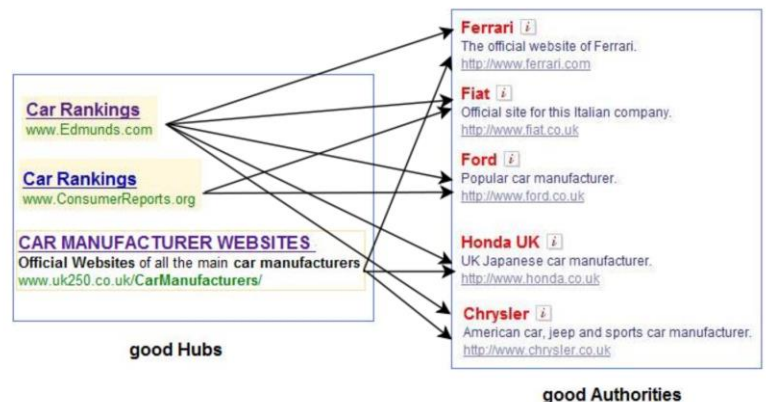 Car Rankings
www.Edmunds.com
Car Rankings
www.ConsumerReports.org
CAR MANUFACTURER WEBSITES
Official Websites of all the main car manufacturers
www.uk250.co.uk/CarManufacturers/
good Hubs
Ferrari i
The official website of Ferrari.
http://www.ferrari.com
Fiat i
Official site for this Italian company.
http://www.fiat.co.uk
Ford i
Popular car manufacturer.
http://www.ford.co.uk
Honda UK i
UK Japanese car manufacturer.
http://www.honda.co.uk
Chrysler i
American car, jeep and sports car manufacturer.
http://www.chrysler.co.uk
good Authorities